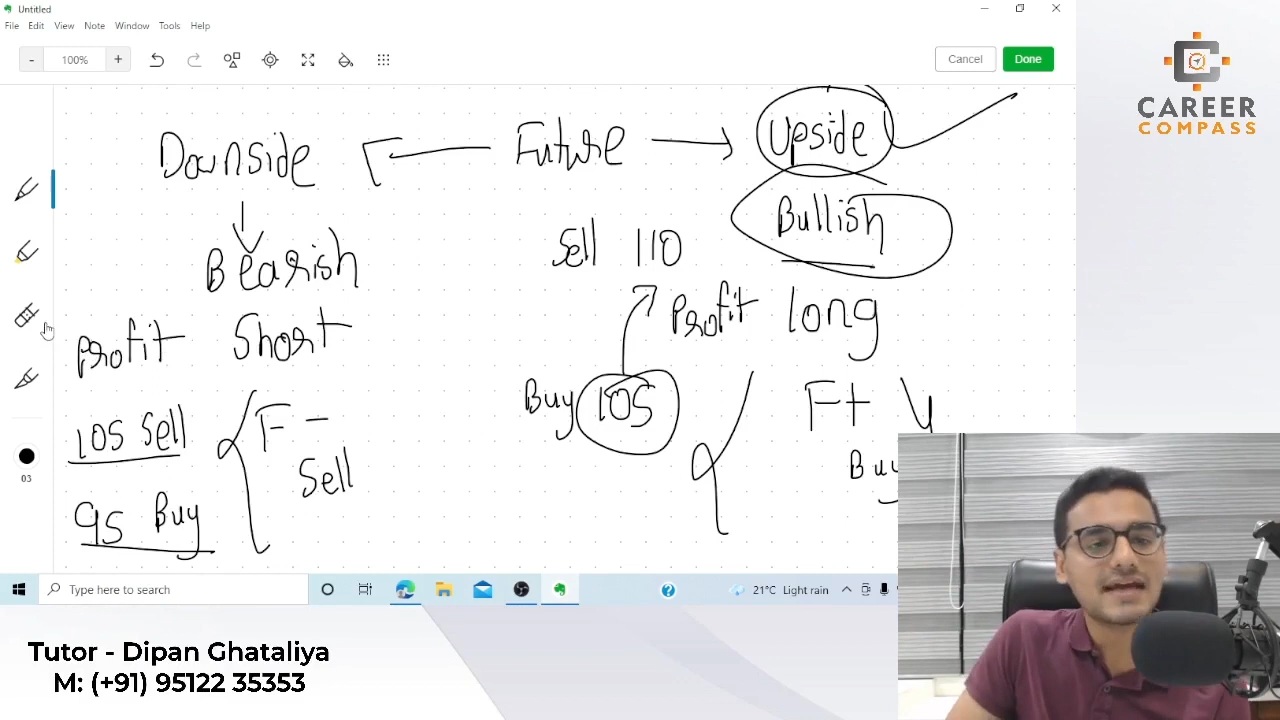 Untitled
File Edit View Note Window Tools Help
- 100% +
Cancel Done
CAREER
COMPASS
Downside Future Upside
Bearish Bullish
Sell 110
Profit Short Profit long
Buy 105
105 Sell F - F+
Sell Buy
95 Buy
03
Type here to search
21°C Light rain
Tutor - Dipan Ghataliya
M: (+91) 95122 35353